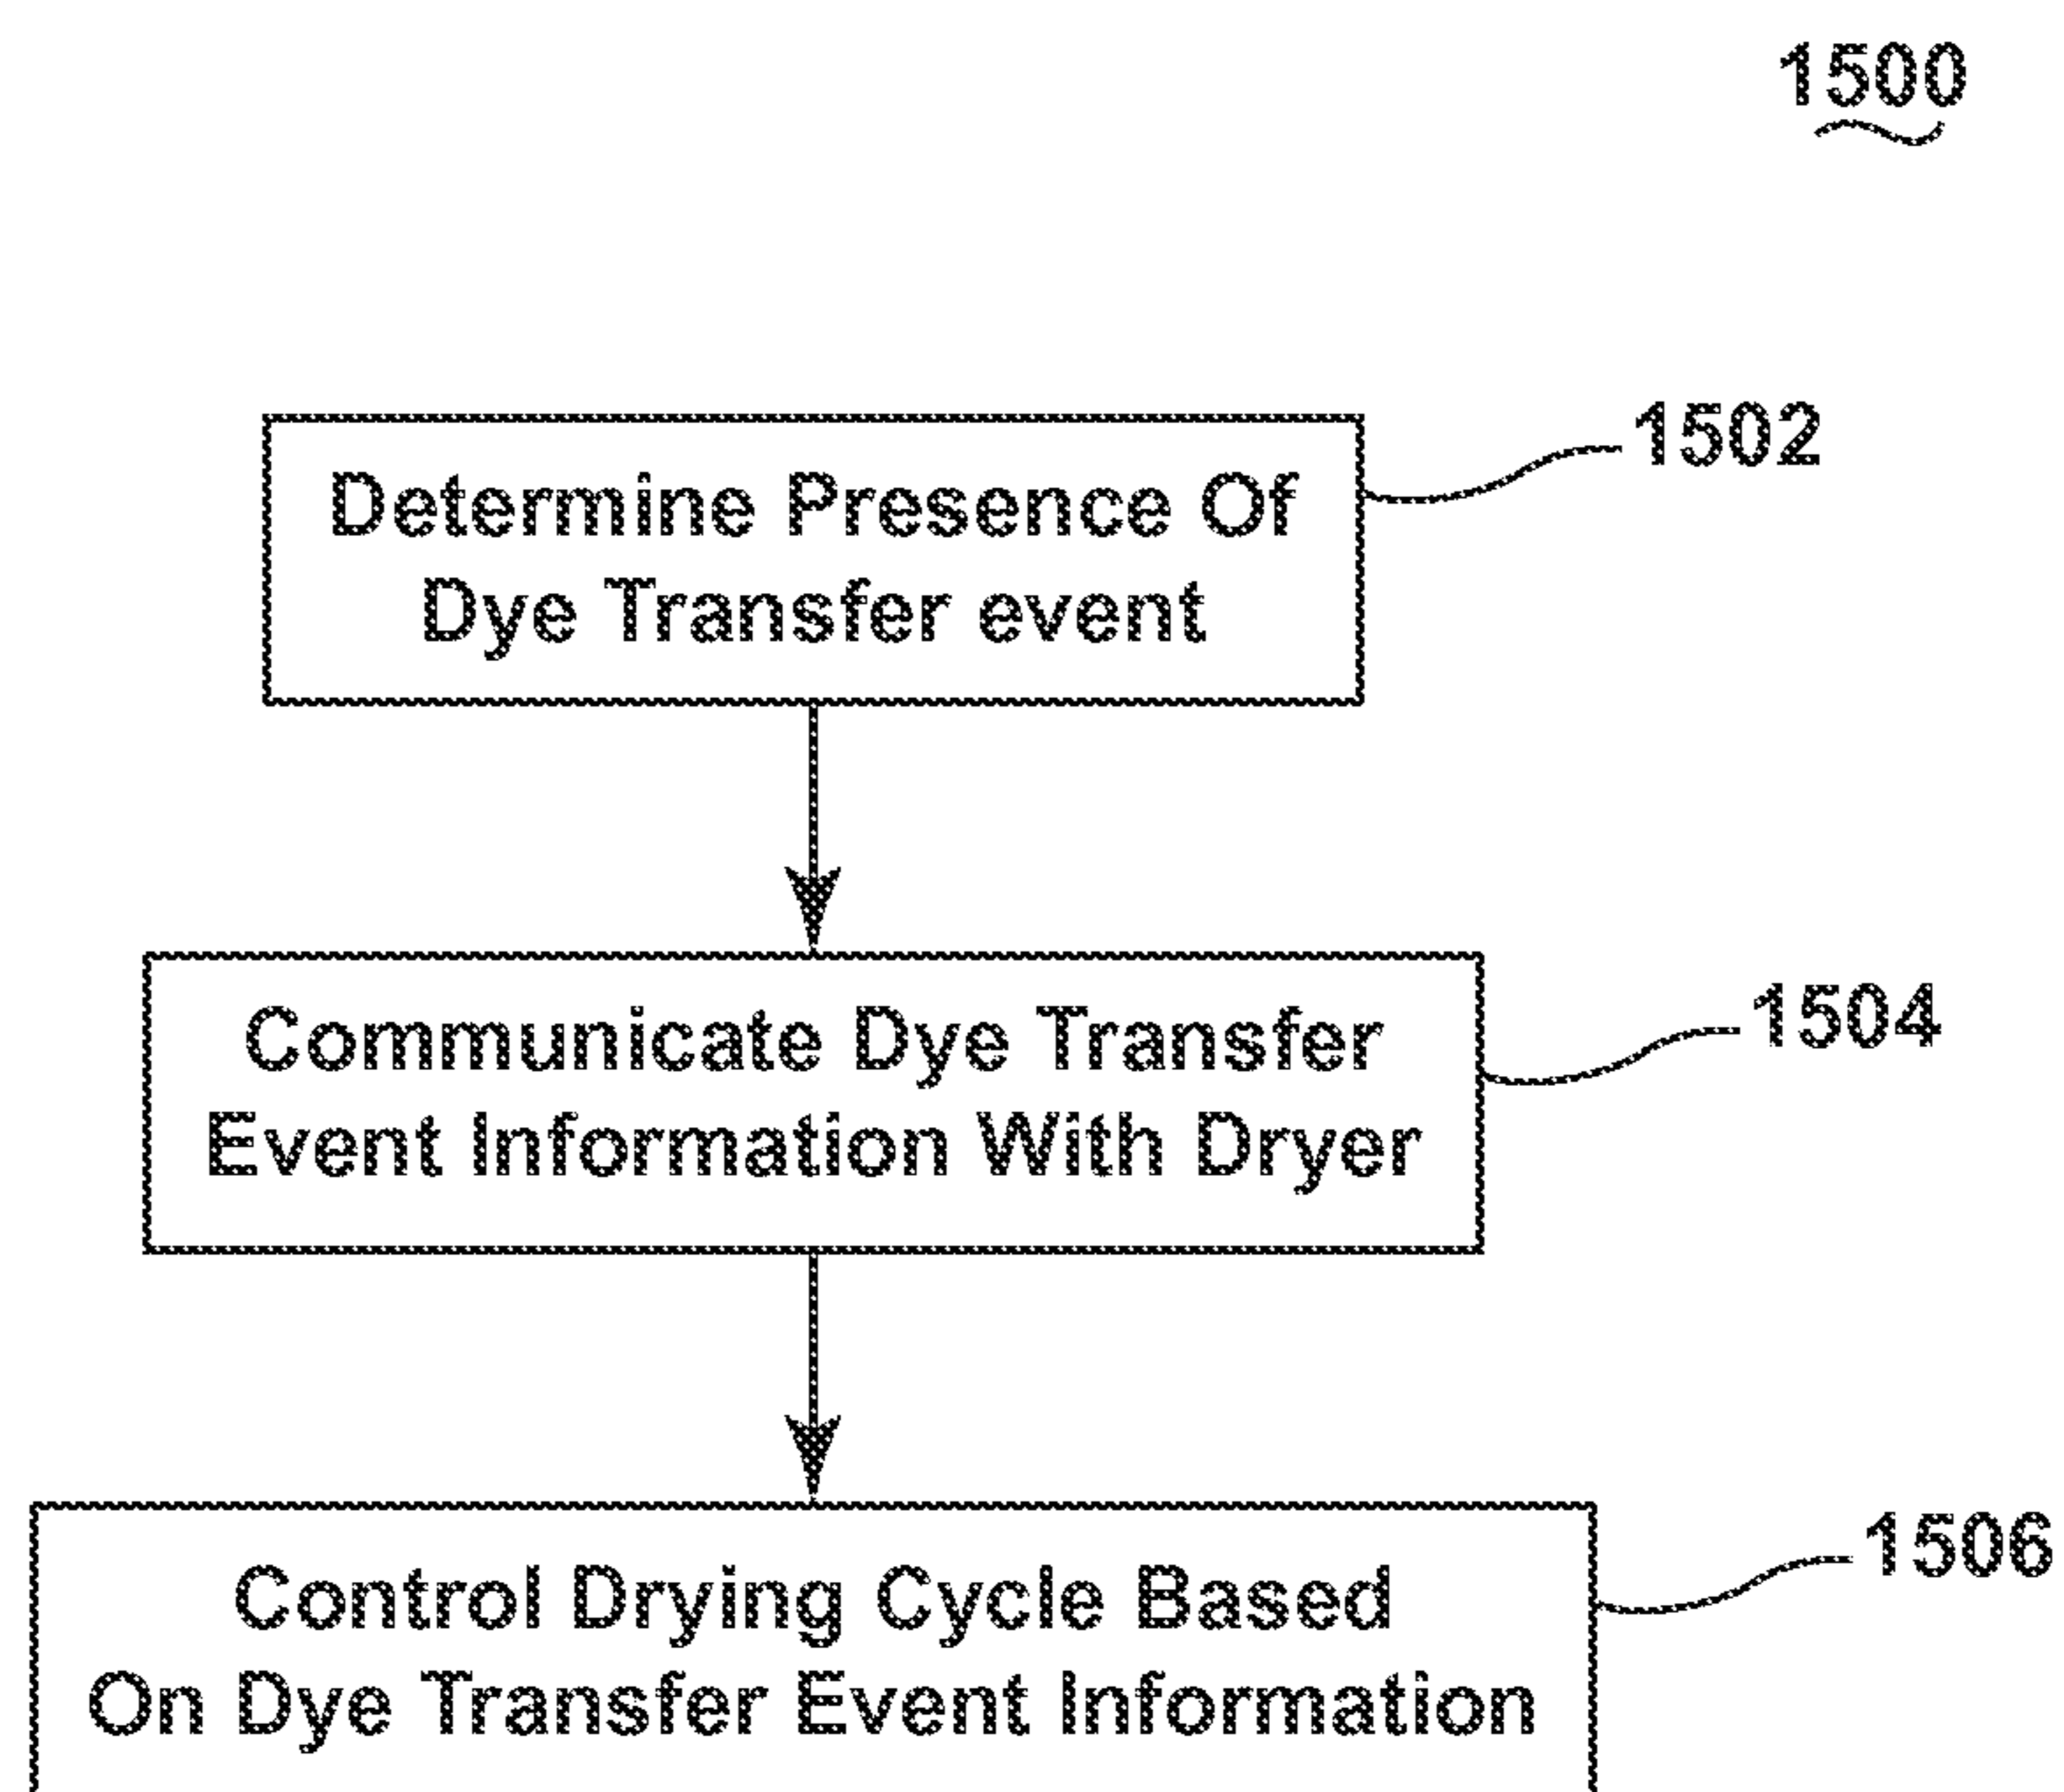 1500
1502
Determine Presence Of
Dye Transfer event
1504
Communicate Dye Transfer
Event Information With Dryer
1506
Control Drying Cycle Based
On Dye Transfer Event Information